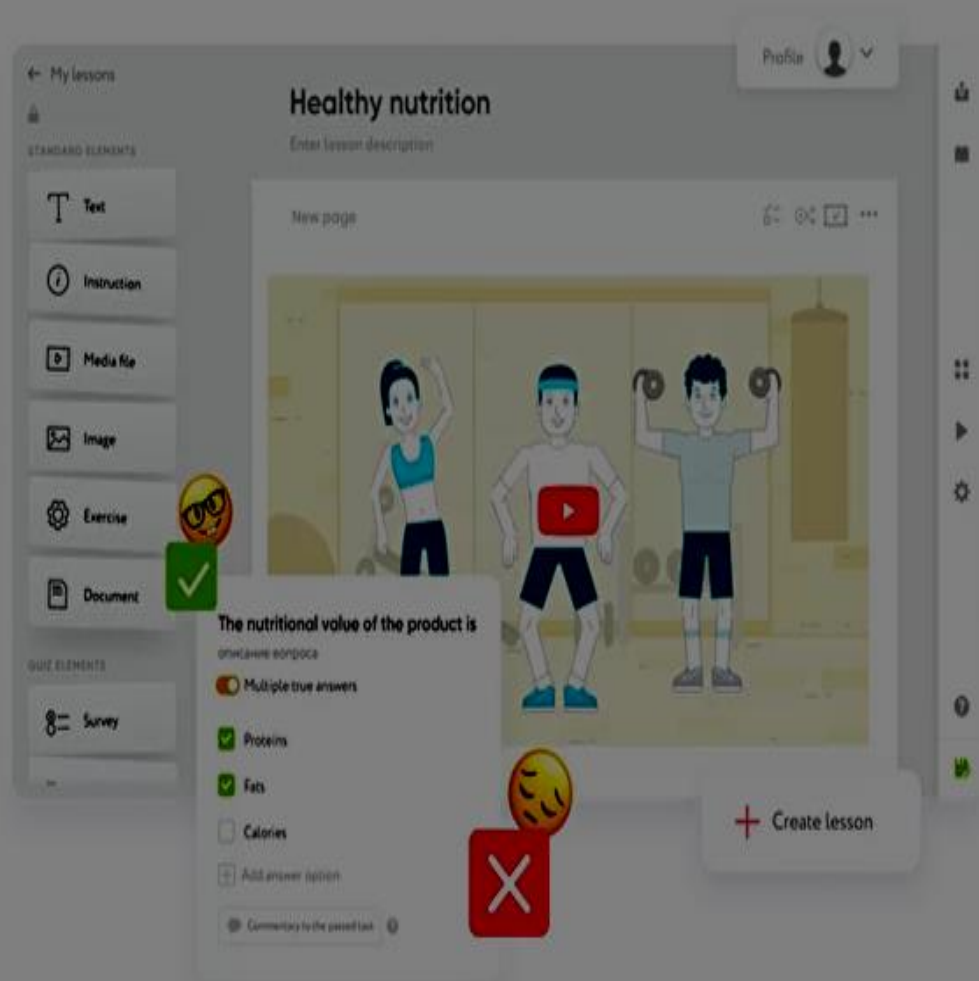 Profile
← My lessons
Healthy nutrition
Enter lesson description
STANDARD ELEMENTS
Text
New page
Instruction
Media file
Image
Exercise
Document
QUIZ ELEMENTS
Survey
The nutritional value of the product is
описание вопроса
Multiple true answers
Proteins
Fats
Calories
Add answer option
Commentary to the passed task
+ Create lesson